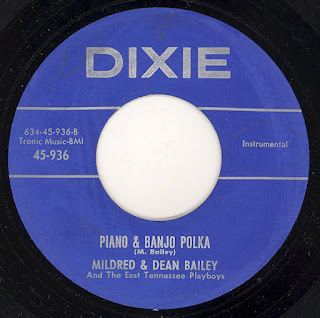 DIXIE
634-45-936-B
Tronic Music-BMI
45-936
Instrumental
PIANO & BANJO POLKA
(M. Bailey)
MILDRED & DEAN BAILEY
And The East Tennessee Playboys